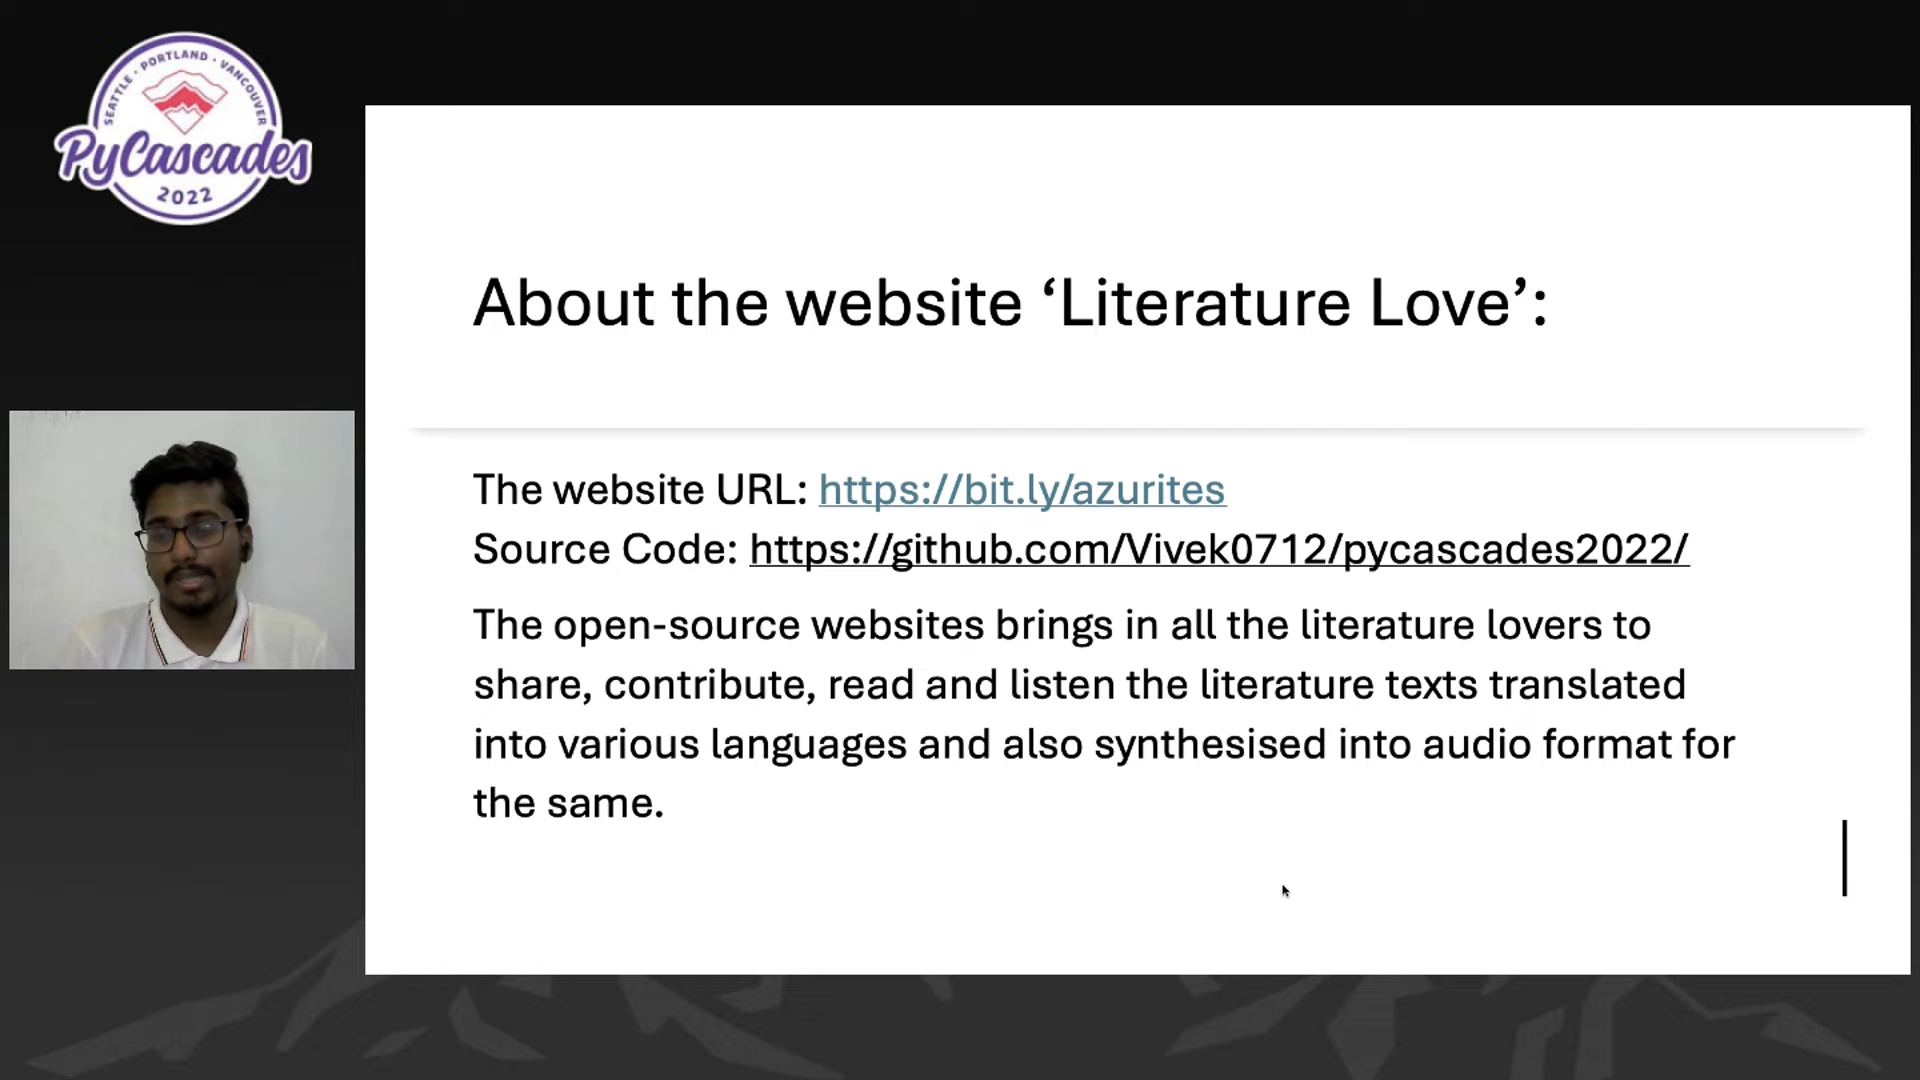 SEATTLE · PORTLAND · VANCOUVER
PyCascades
2022
About the website ‘Literature Love’:
The website URL: https://bit.ly/azurites
Source Code: https://github.com/Vivek0712/pycascades2022/
The open-source websites brings in all the literature lovers to
share, contribute, read and listen the literature texts translated
into various languages and also synthesised into audio format for
the same.